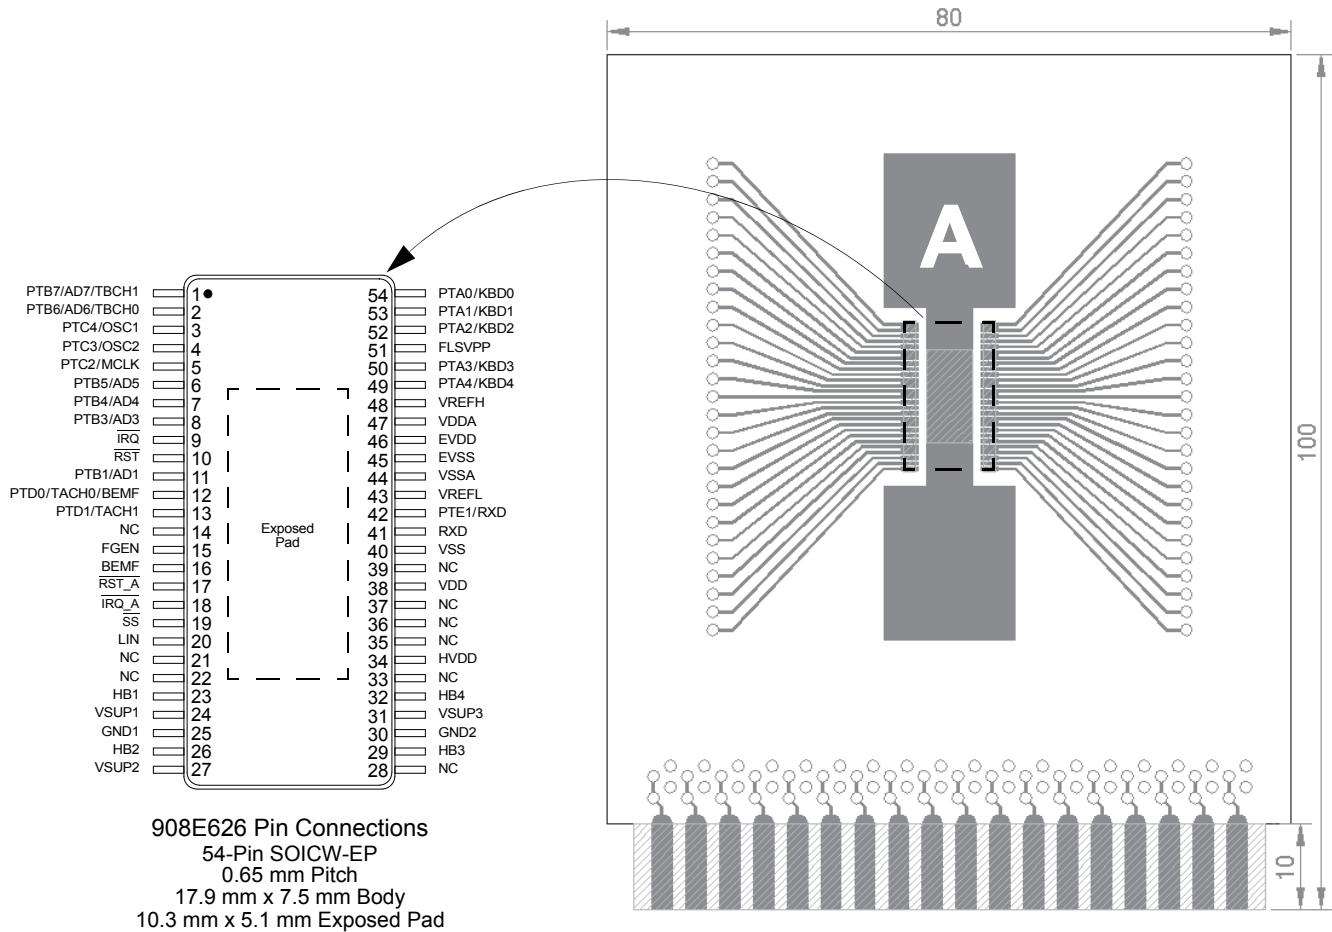 80
A
100
10
PTB7/AD7/TBCH1 1 54 PTA0/KBD0
PTB6/AD6/TBCH0 2 53 PTA1/KBD1
PTC4/OSC1 3 52 PTA2/KBD2
PTC3/OSC2 4 51 FLSVPP
PTC2/MCLK 5 50 PTA3/KBD3
PTB5/AD5 6 49 PTA4/KBD4
PTB4/AD4 7 48 VREFH
PTB3/AD3 8 47 VDDA
IRQ 9 46 EVDD
RST 10 45 EVSS
PTB1/AD1 11 44 VSSA
PTD0/TACH0/BEMF 12 43 VREFL
PTD1/TACH1 13 42 PTE1/RXD
NC 14 41 RXD
FGEN 15 40 VSS
BEMF 16 39 NC
RST_A 17 38 VDD
IRQ_A 18 37 NC
SS 19 36 NC
LIN 20 35 NC
NC 21 34 HVDD
NC 22 33 NC
HB1 23 32 HB4
VSUP1 24 31 VSUP3
GND1 25 30 GND2
HB2 26 29 HB3
VSUP2 27 28 NC
Exposed
Pad
908E626 Pin Connections
54-Pin SOICW-EP
0.65 mm Pitch
17.9 mm x 7.5 mm Body
10.3 mm x 5.1 mm Exposed Pad